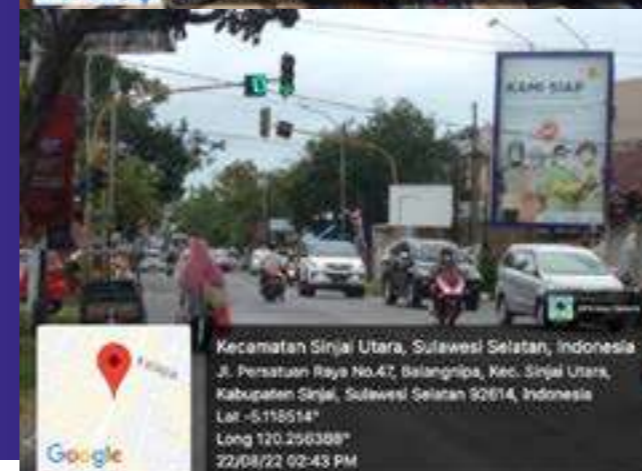 KAMI SIAP
Kecamatan Sinjai Utara, Sulawesi Selatan, Indonesia
Jl. Persatuan Raya No.47, Balangnipa, Kec. Sinjai Utara,
Kabupaten Sinjai, Sulawesi Selatan 92614, Indonesia
Lat -5.118514°
Long 120.256388°
22/08/22 02:43 PM
Google